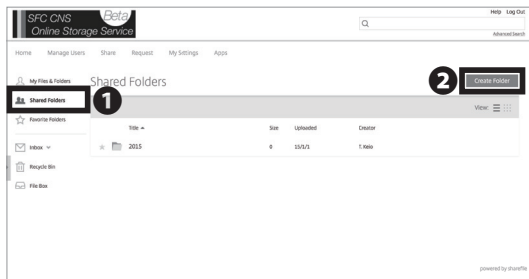 SFC CNS Beta
Online Storage Service
Help Log Out
Advanced Search
Home Manage Users Share Request My Settings Apps
My Files & Folders
Shared Folders
Favorite Folders
Inbox
Recycle Bin
File Box
Shared Folders
1
2
Create Folder
View:
Title Size Uploaded Creator
2015 0 15/1/1 T. Keio
powered by sharefile